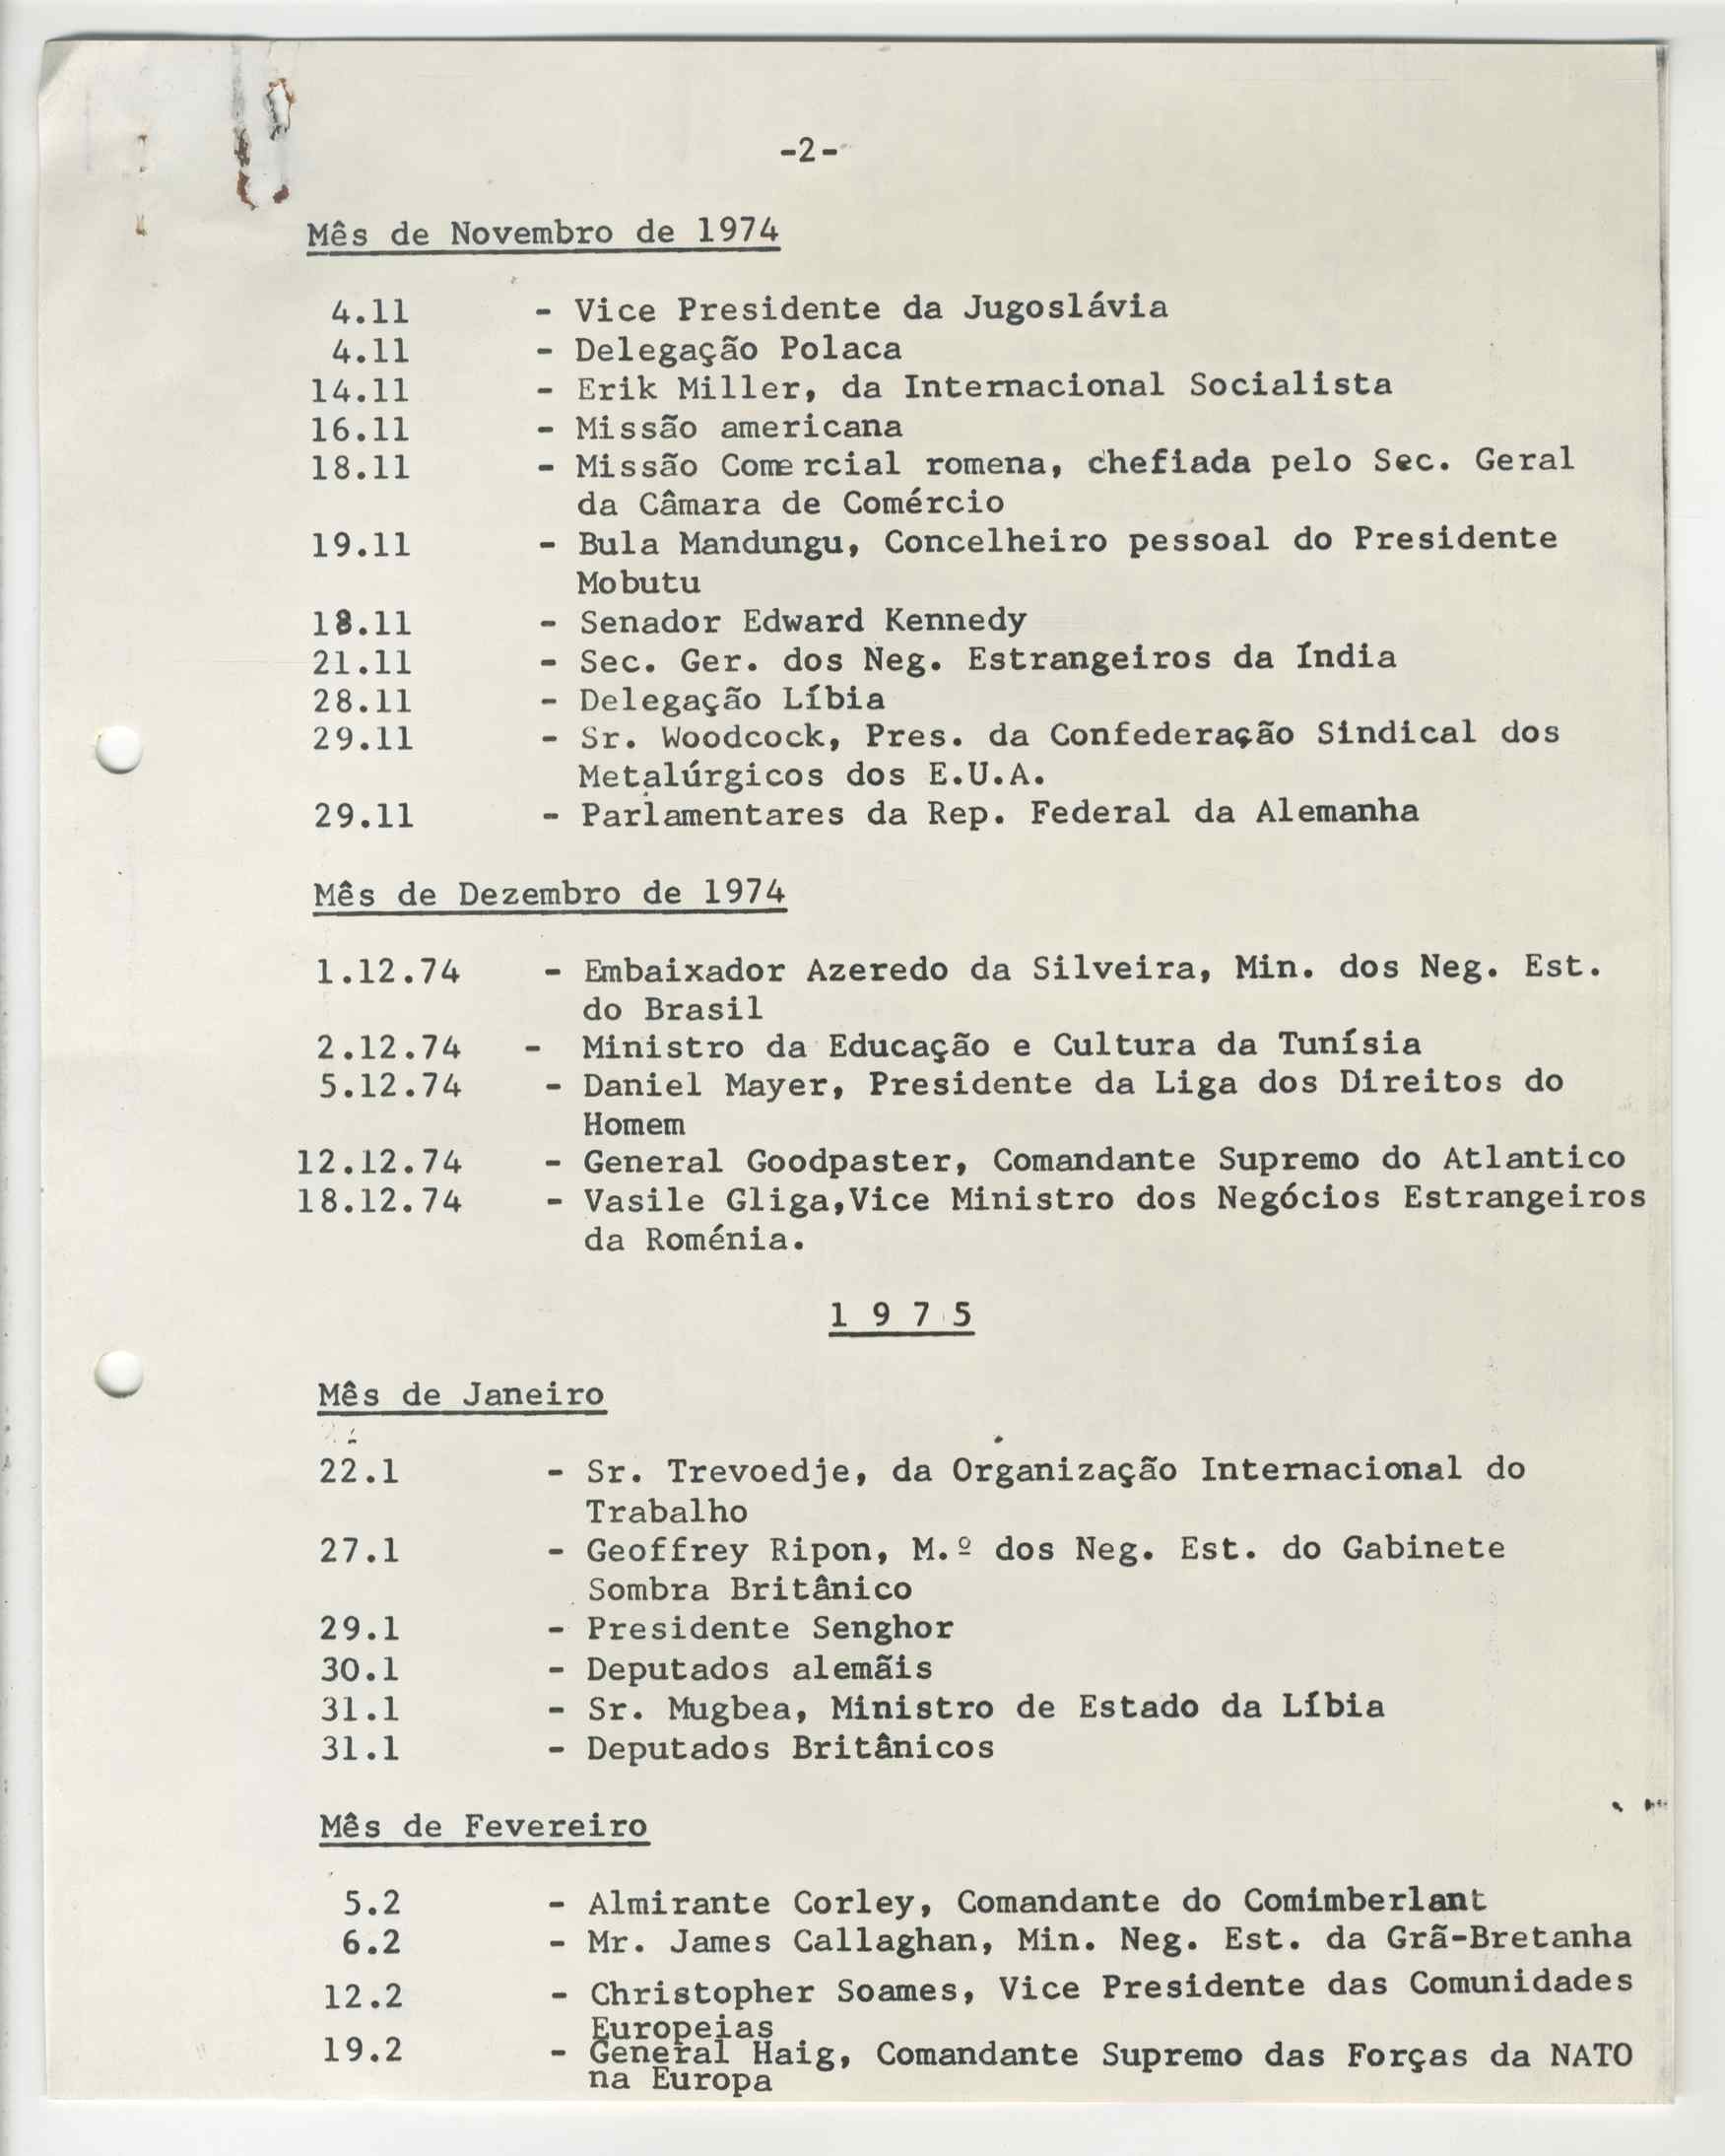 -2-
Mês de Novembro de 1974
4.11 - Vice Presidente da Jugoslávia
4.11 - Delegação Polaca
14.11 - Erik Miller, da Internacional Socialista
16.11 - Missão americana
18.11 - Missão Comercial romena, chefiada pelo Sec. Geral
da Câmara de Comércio
19.11 - Bula Mandungu, Concelheiro pessoal do Presidente
Mobutu
18.11 - Senador Edward Kennedy
21.11 - Sec. Ger. dos Neg. Estrangeiros da Índia
28.11 - Delegação Líbia
29.11 - Sr. Woodcock, Pres. da Confederação Sindical dos
Metalúrgicos dos E.U.A.
29.11 - Parlamentares da Rep. Federal da Alemanha
Mês de Dezembro de 1974
1.12.74 - Embaixador Azeredo da Silveira, Min. dos Neg. Est.
do Brasil
2.12.74 - Ministro da Educação e Cultura da Tunísia
5.12.74 - Daniel Mayer, Presidente da Liga dos Direitos do
Homem
12.12.74 - General Goodpaster, Comandante Supremo do Atlantico
18.12.74 - Vasile Gliga,Vice Ministro dos Negócios Estrangeiros
da Roménia.
1 9 7 5
Mês de Janeiro
22.1 - Sr. Trevoedje, da Organização Internacional do
Trabalho
27.1 - Geoffrey Ripon, M.º dos Neg. Est. do Gabinete
Sombra Britânico
29.1 - Presidente Senghor
30.1 - Deputados alemãis
31.1 - Sr. Mugbea, Ministro de Estado da Líbia
31.1 - Deputados Britânicos
Mês de Fevereiro
5.2 - Almirante Corley, Comandante do Comimberlant
6.2 - Mr. James Callaghan, Min. Neg. Est. da Grã-Bretanha
12.2 - Christopher Soames, Vice Presidente das Comunidades
Europeias
19.2 - General Haig, Comandante Supremo das Forças da NATO
na Europa